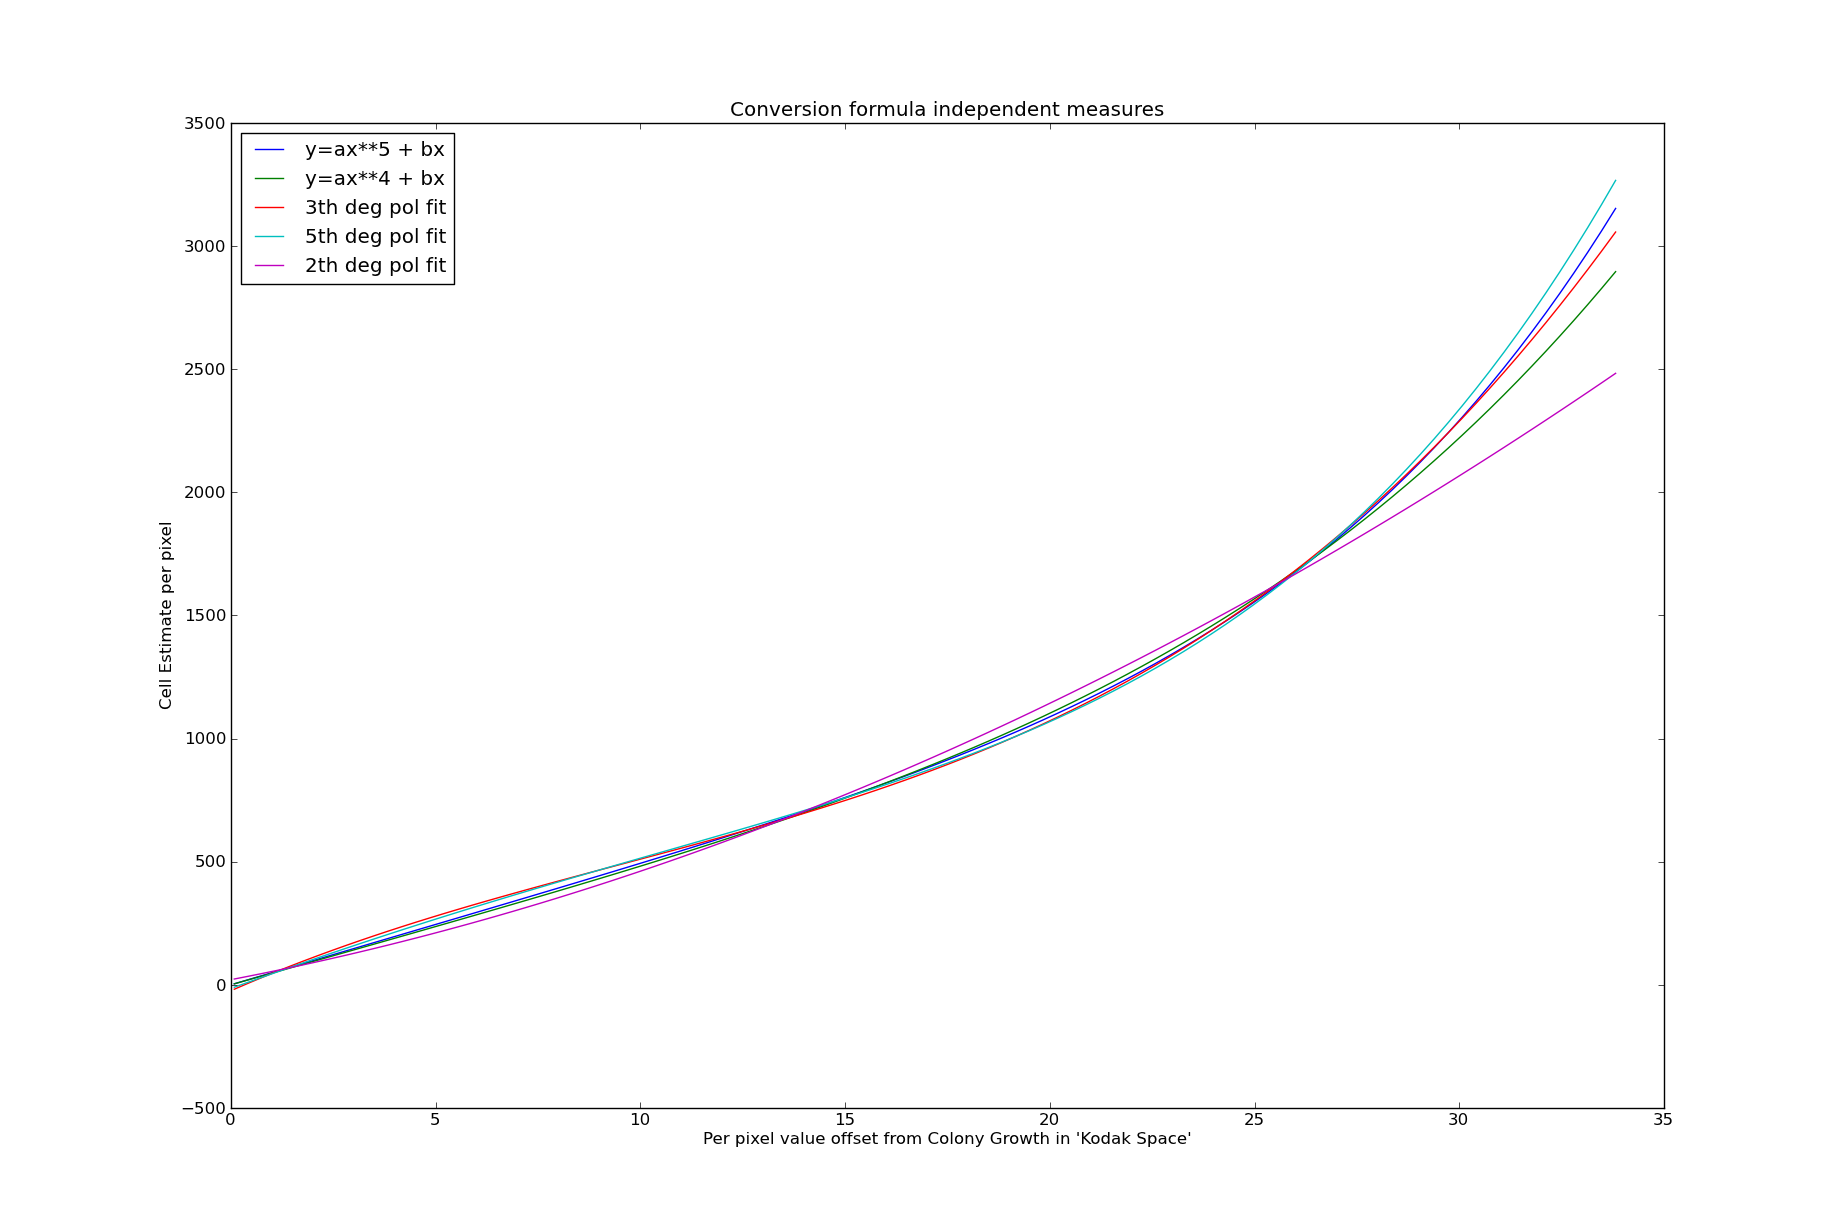 Conversion formula independent measures
3500
3000
2500
2000
1500
1000
500
0
−500
y=ax**5 + bx
y=ax**4 + bx
3th deg pol fit
5th deg pol fit
2th deg pol fit
Cell Estimate per pixel
0 5 10 15 20 25 30 35
Per pixel value offset from Colony Growth in 'Kodak Space'